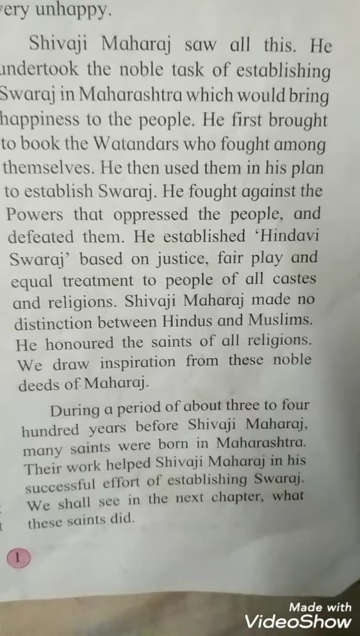 very unhappy.
Shivaji Maharaj saw all this. He
undertook the noble task of establishing
Swaraj in Maharashtra which would bring
happiness to the people. He first brought
to book the Watandars who fought among
themselves. He then used them in his plan
to establish Swaraj. He fought against the
Powers that oppressed the people, and
defeated them. He established ‘Hindavi
Swaraj’ based on justice, fair play and
equal treatment to people of all castes
and religions. Shivaji Maharaj made no
distinction between Hindus and Muslims.
He honoured the saints of all religions.
We draw inspiration from these noble
deeds of Maharaj.
During a period of about three to four
hundred years before Shivaji Maharaj,
many saints were born in Maharashtra.
Their work helped Shivaji Maharaj in his
successful effort of establishing Swaraj.
We shall see in the next chapter, what
these saints did.
1
Made with
VideoShow